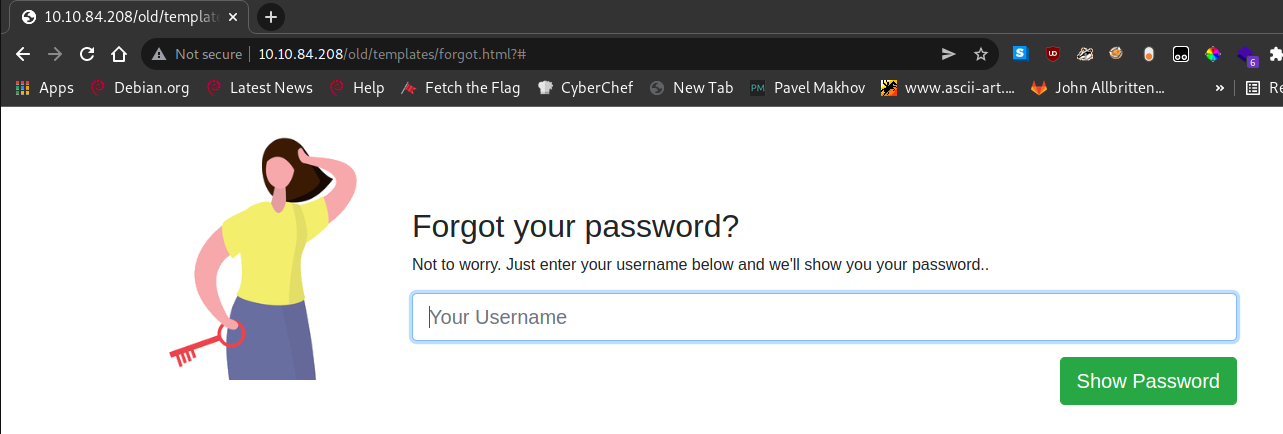 10.10.84.208/old/template
Not secure | 10.10.84.208/old/templates/forgot.html?#
6
Apps Debian.org Latest News Help Fetch the Flag CyberChef New Tab PM Pavel Makhov www.ascii-art.... John Allbritten... » Re
Forgot your password?
Not to worry. Just enter your username below and we'll show you your password..
Your Username
Show Password